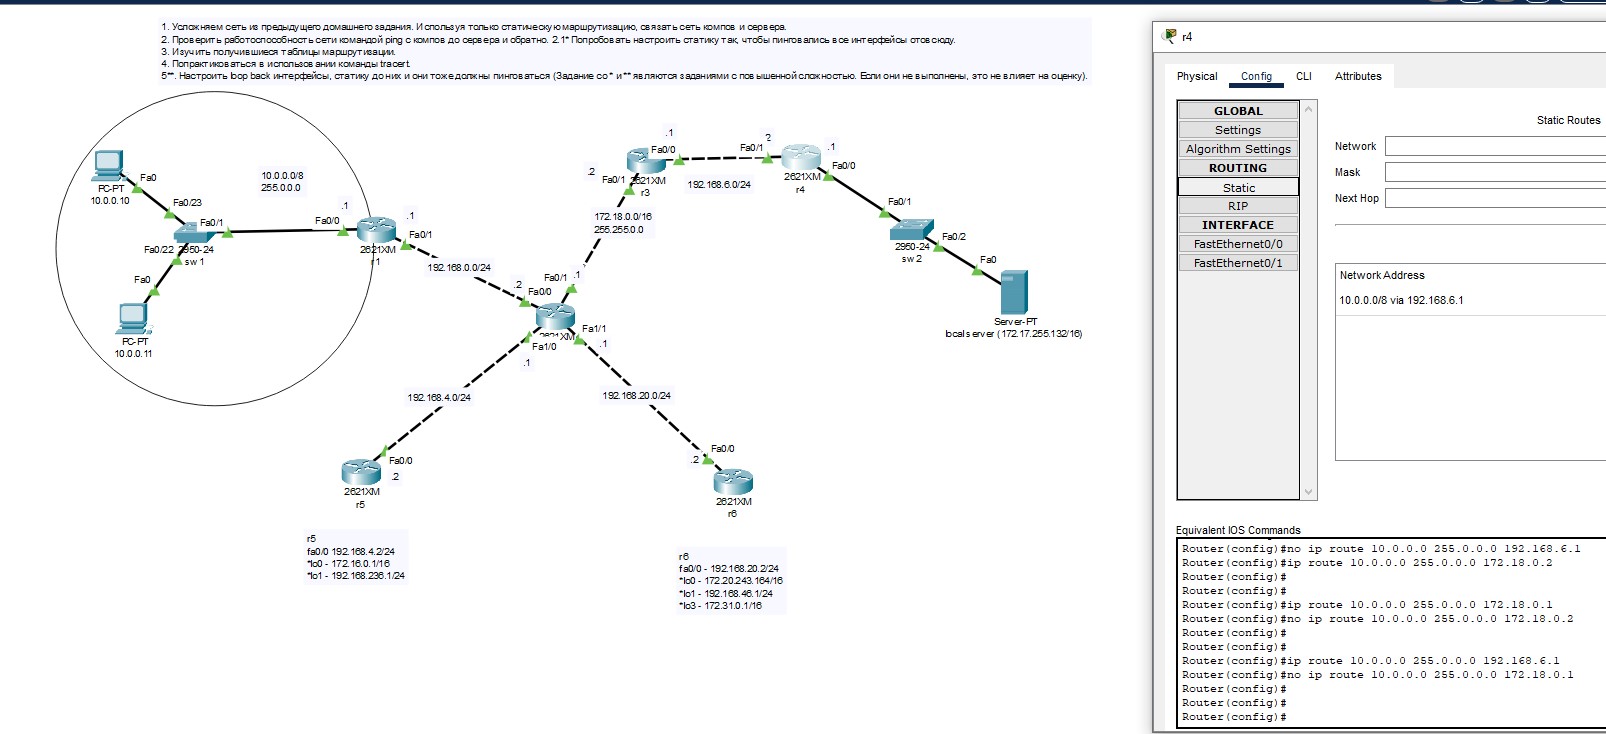 1. Усложняем сеть из предыдущего домашнего задания. Используя только статическую маршрутизацию, связать сеть компов и сервера.
2. Проверить работоспособность сети командой ping с компов до сервера и обратно. 2.1* Попробовать настроить статику так, чтобы пинговались все интерфейсы отовсюду.
3. Изучить получившиеся таблицы маршрутизации.
4. Попрактиковаться в использовании команды tracert.
5**. Настроить loop back интерфейсы, статику до них и они тоже должны пинговаться (Задание со * и ** являются заданиями с повышенной сложностью. Если они не выполнены, это не влияет на оценку).
PC-PT
10.0.0.10
Fa0
Fa0/23
Fa0/1
Fa0/22
2950-24
sw1
Fa0
PC-PT
10.0.0.11
10.0.0.0/8
255.0.0.0
.1
Fa0/0
.1
Fa0/1
2621XM
r1
192.168.0.0/24
.2
Fa0/0
Fa0/1
.1
2621XM
Fa1/1
.1
Fa1/0
.1
.1
Fa0/0
.2
Fa0/1
2621XM
r3
172.18.0.0/16
255.255.0.0
192.168.6.0/24
?
Fa0/1
.1
Fa0/0
2621XM
r4
Fa0/1
2950-24
sw2
Fa0/2
Fa0
Server-PT
local server (172.17.255.132/16)
192.168.4.0/24
192.168.20.0/24
Fa0/0
.2
2621XM
r5
Fa0/0
.2
2621XM
r6
r5
fa0/0 192.168.4.2/24
*lo0 - 172.16.0.1/16
*lo1 - 192.168.236.1/24
r6
fa0/0 - 192.168.20.2/24
*lo0 - 172.20.243.164/16
*lo1 - 192.168.46.1/24
*lo3 - 172.31.0.1/16
r4
Physical
Config
CLI
Attributes
GLOBAL
Settings
Algorithm Settings
ROUTING
Static
RIP
INTERFACE
FastEthernet0/0
FastEthernet0/1
Static Routes
Network
Mask
Next Hop
Network Address
10.0.0.0/8 via 192.168.6.1
Equivalent IOS Commands
Router(config)#no ip route 10.0.0.0 255.0.0.0 192.168.6.1
Router(config)#ip route 10.0.0.0 255.0.0.0 172.18.0.2
Router(config)#
Router(config)#
Router(config)#ip route 10.0.0.0 255.0.0.0 172.18.0.1
Router(config)#no ip route 10.0.0.0 255.0.0.0 172.18.0.2
Router(config)#
Router(config)#
Router(config)#ip route 10.0.0.0 255.0.0.0 192.168.6.1
Router(config)#no ip route 10.0.0.0 255.0.0.0 172.18.0.1
Router(config)#
Router(config)#
Router(config)#